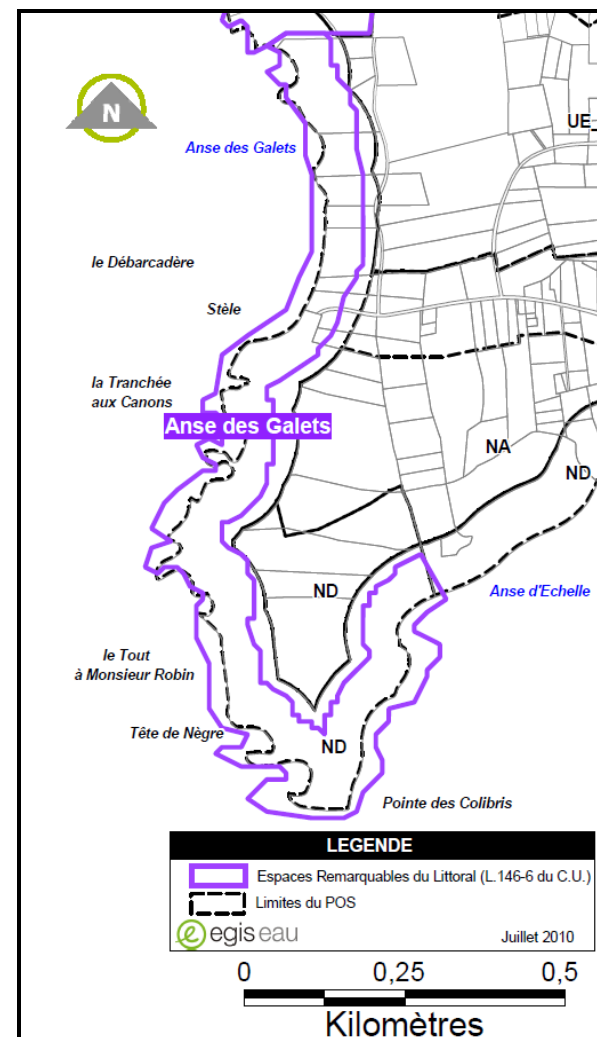 N
UE_
Anse des Galets
le Débarcadère
Stèle
la Tranchée
aux Canons
Anse des Galets
NA
ND
ND
Anse d'Echelle
le Tout
à Monsieur Robin
Tête de Nègre
ND
Pointe des Colibris
LEGENDE
Espaces Remarquables du Littoral (L.146-6 du C.U.)
Limites du POS
egis eau
Juillet 2010
0 0,25 0,5
Kilomètres